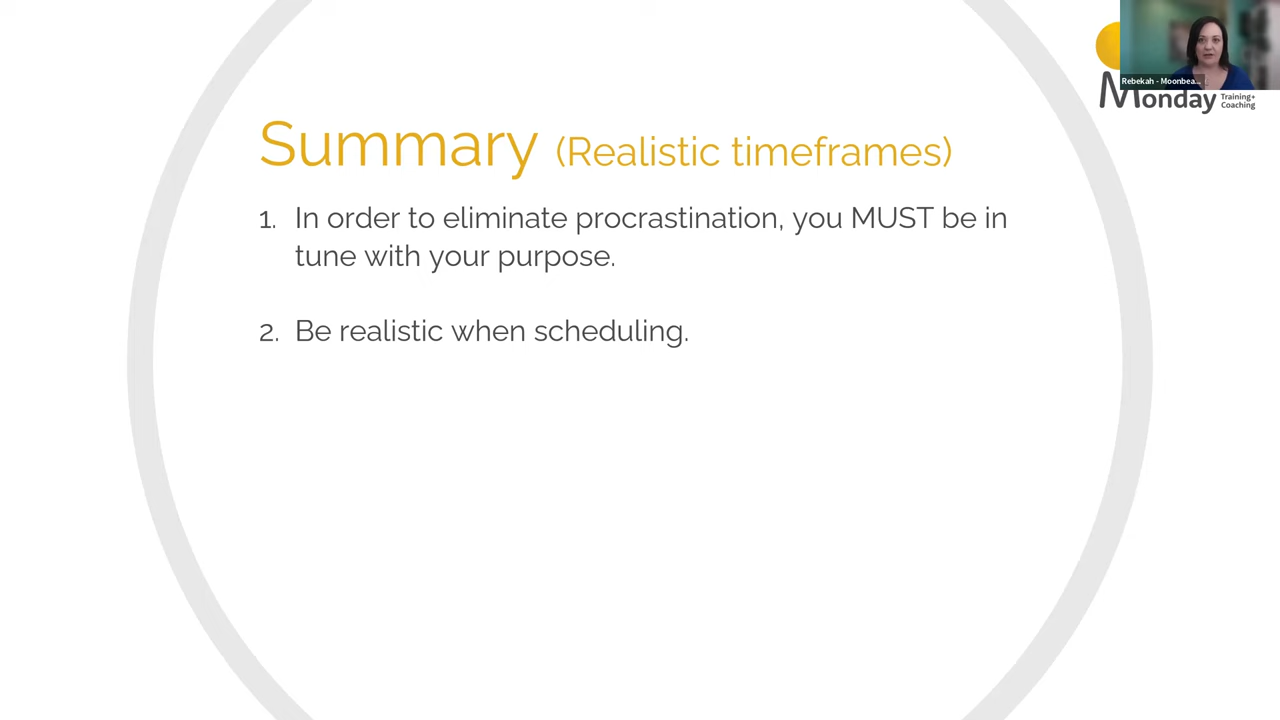 Rebekah - Moonbea...
Monday Training+
Coaching
Summary (Realistic timeframes)
1. In order to eliminate procrastination, you MUST be in
tune with your purpose.
2. Be realistic when scheduling.